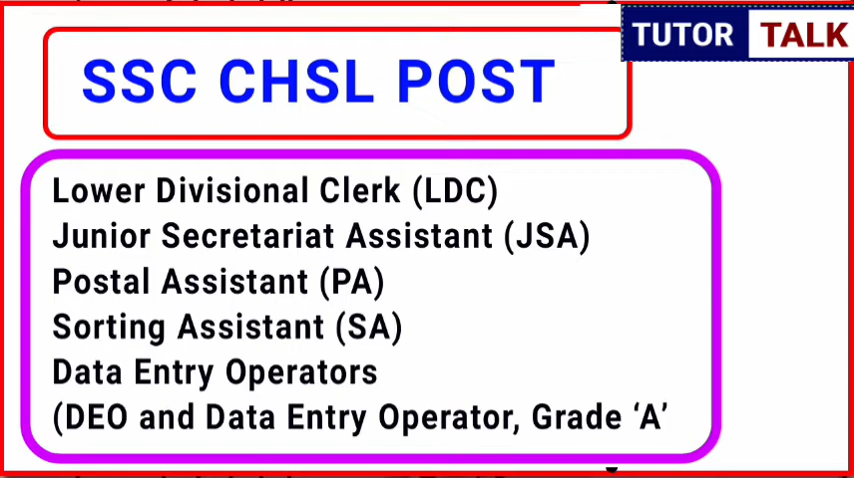 TUTOR TALK
SSC CHSL POST
Lower Divisional Clerk (LDC)
Junior Secretariat Assistant (JSA)
Postal Assistant (PA)
Sorting Assistant (SA)
Data Entry Operators
(DEO and Data Entry Operator, Grade ‘A’